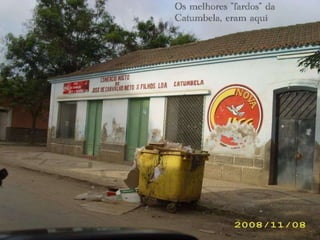 Os melhores "fardos" da
Catumbela, eram aqui
COMERCIO MISTO
DE
JOSÉ DE CARVALHO NETO & FILHOS LDA CATUMBELA
NOVA
2008/11/08